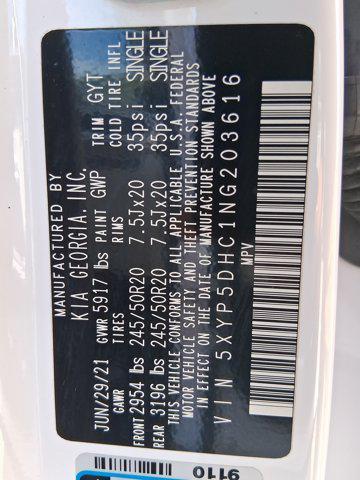 MANUFACTURED BY
KIA GEORGIA, INC.
JUN/29/21 GVWR 5917 lbs PAINT GWP TRIM GYT
GAWR TIRES RIMS COLD TIRE INFL
FRONT 2954 lbs 245/50R20 7.5Jx20 35psi SINGLE
REAR 3196 lbs 245/50R20 7.5Jx20 35psi SINGLE
THIS VEHICLE CONFORMS TO ALL APPLICABLE U.S.A. FEDERAL
MOTOR VEHICLE SAFETY AND THEFT PREVENTION STANDARDS
IN EFFECT ON THE DATE OF MANUFACTURE SHOWN ABOVE
VIN 5XYP5DHC1NG203616
MPV
9110